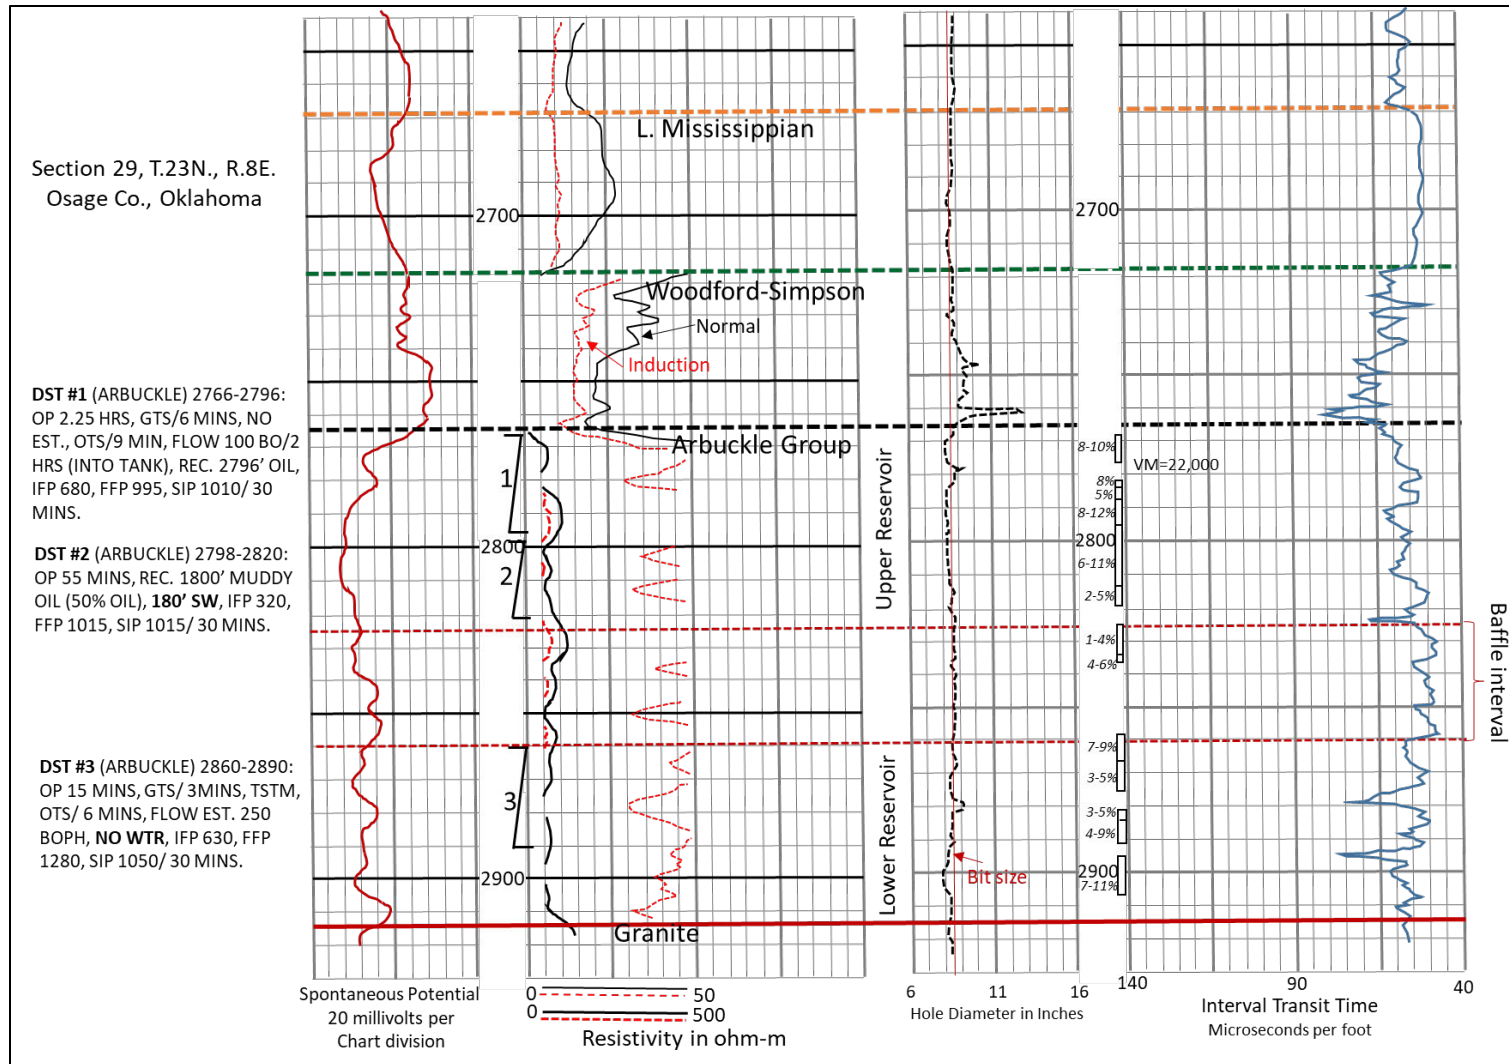 Section 29, T.23N., R.8E.
Osage Co., Oklahoma
DST #1 (ARBUCKLE) 2766-2796:
OP 2.25 HRS, GTS/6 MINS, NO
EST., OTS/9 MIN, FLOW 100 BO/2
HRS (INTO TANK), REC. 2796’ OIL,
IFP 680, FFP 995, SIP 1010/ 30
MINS.
DST #2 (ARBUCKLE) 2798-2820:
OP 55 MINS, REC. 1800’ MUDDY
OIL (50% OIL), 180’ SW, IFP 320,
FFP 1015, SIP 1015/ 30 MINS.
DST #3 (ARBUCKLE) 2860-2890:
OP 15 MINS, GTS/ 3MINS, TSTM,
OTS/ 6 MINS, FLOW EST. 250
BOPH, NO WTR, IFP 630, FFP
1280, SIP 1050/ 30 MINS.
L. Mississippian
2700
Woodford-Simpson
Normal
Induction
Arbuckle Group
1
2800
2
3
2900
Granite
Spontaneous Potential
20 millivolts per
Chart division
0 50
0 500
Resistivity in ohm-m
Upper Reservoir
Lower Reservoir
Bit size
6 11 16
Hole Diameter in Inches
2700
8-10%
VM=22,000
8%
5%
8-12%
2800
6-11%
2-5%
1-4%
4-6%
7-9%
3-5%
3-5%
4-9%
2900
7-11%
Baffle interval
140 90 40
Interval Transit Time
Microseconds per foot